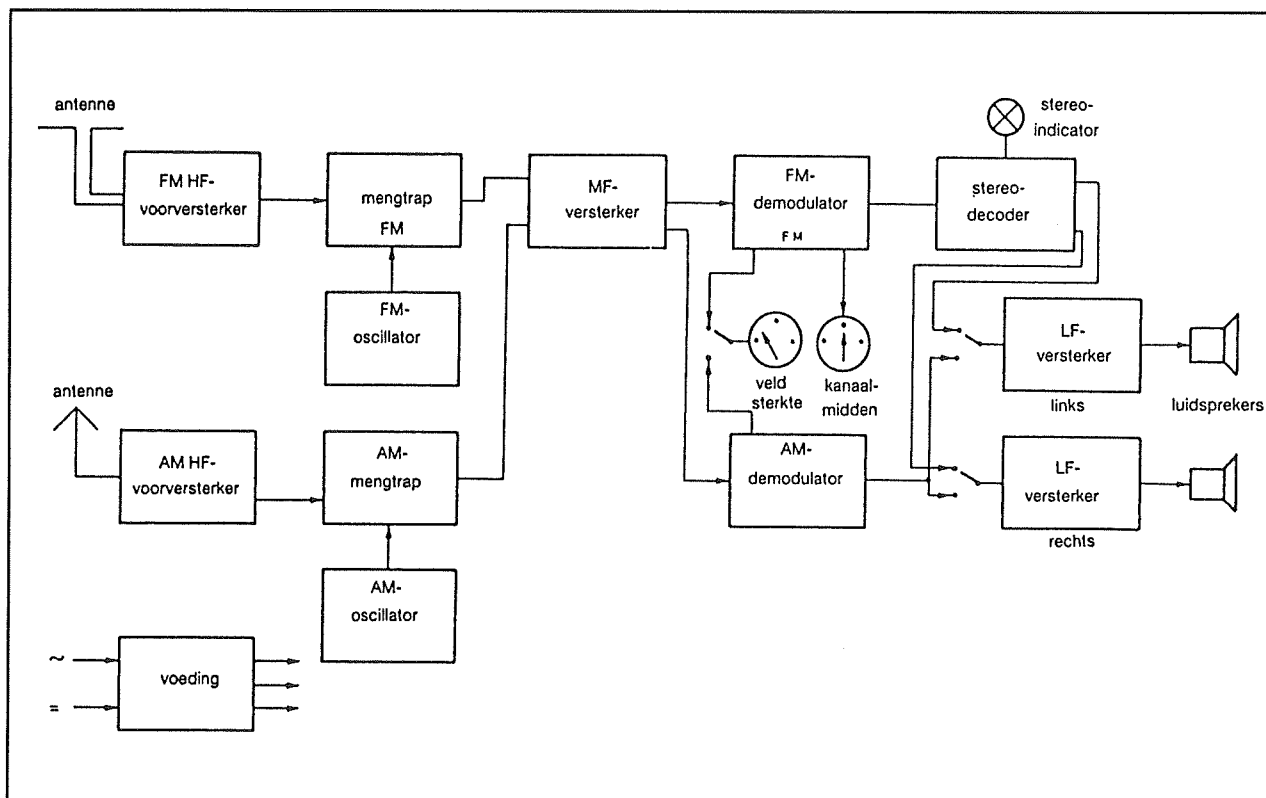 antenne
FM HF-
voorversterker
mengtrap
FM
FM-
oscillator
MF-
versterker
FM-
demodulator
FM
stereo-
decoder
stereo-
indicator
veld
sterkte
kanaal-
midden
LF-
versterker
links
luidsprekers
antenne
AM HF-
voorversterker
AM-
mengtrap
AM-
oscillator
AM-
demodulator
LF-
versterker
rechts
~
=
voeding